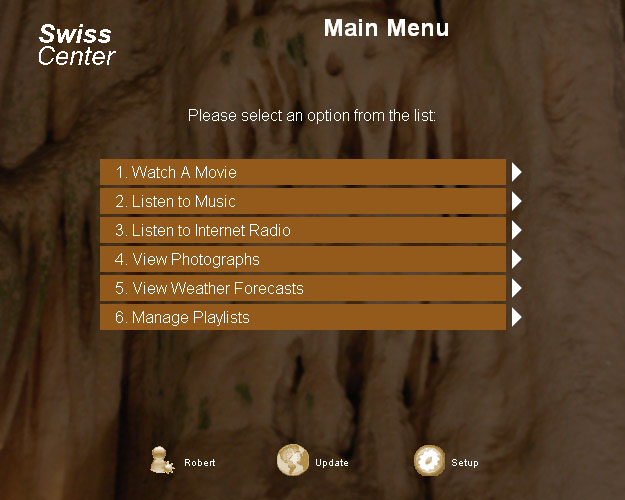 Swiss
Center
Main Menu
Please select an option from the list:
1. Watch A Movie
2. Listen to Music
3. Listen to Internet Radio
4. View Photographs
5. View Weather Forecasts
6. Manage Playlists
Robert
Update
Setup